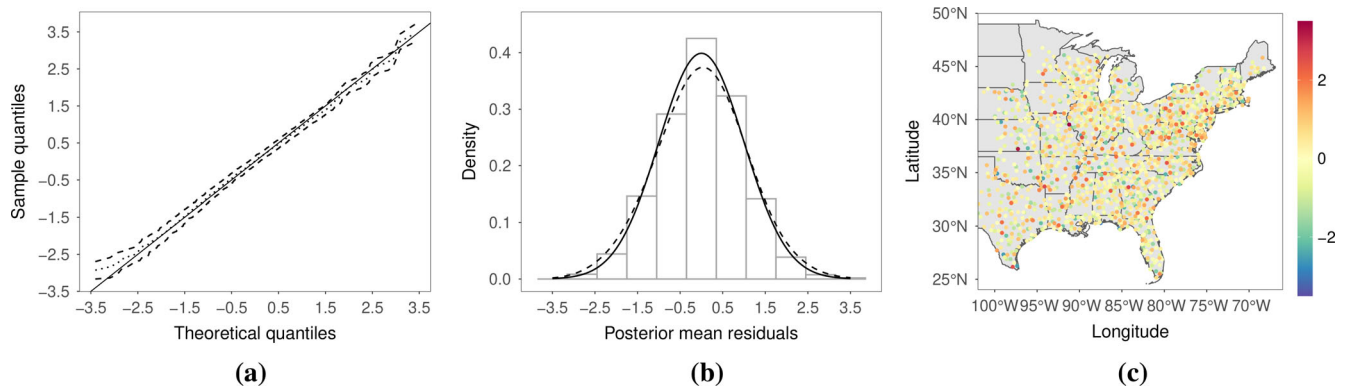 3.5
2.5
1.5
0.5
−0.5
−1.5
−2.5
−3.5
Sample quantiles
−3.5 −2.5 −1.5 −0.5 0.5 1.5 2.5 3.5
Theoretical quantiles
(a)
0.4
0.3
0.2
0.1
0.0
Density
−3.5 −2.5 −1.5 −0.5 0.5 1.5 2.5 3.5
Posterior mean residuals
(b)
50°N
45°N
40°N
35°N
30°N
25°N
Latitude
100°W 95°W 90°W 85°W 80°W 75°W 70°W
Longitude
2
0
−2
(c)